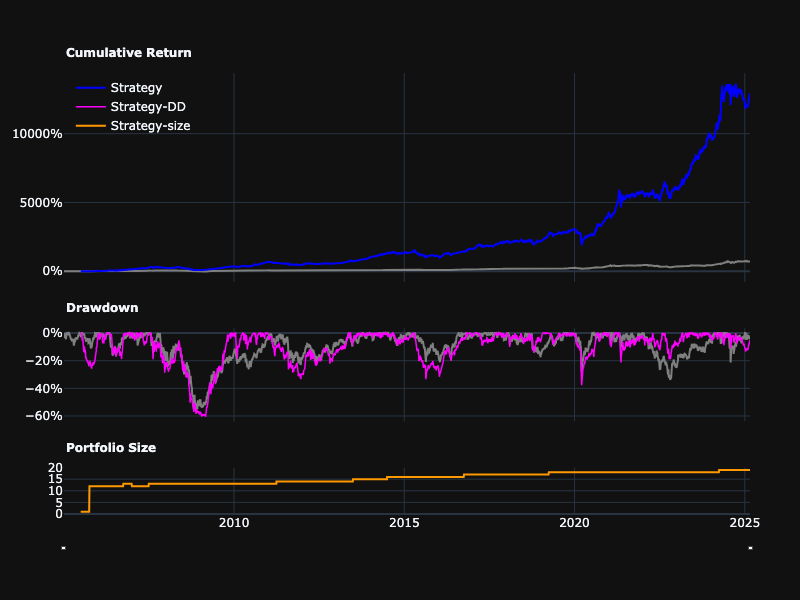 Cumulative Return
Strategy
Strategy-DD
Strategy-size
10000%
5000%
0%
Drawdown
0%
−20%
−40%
−60%
Portfolio Size
20
15
10
5
0
2010 2015 2020 2025